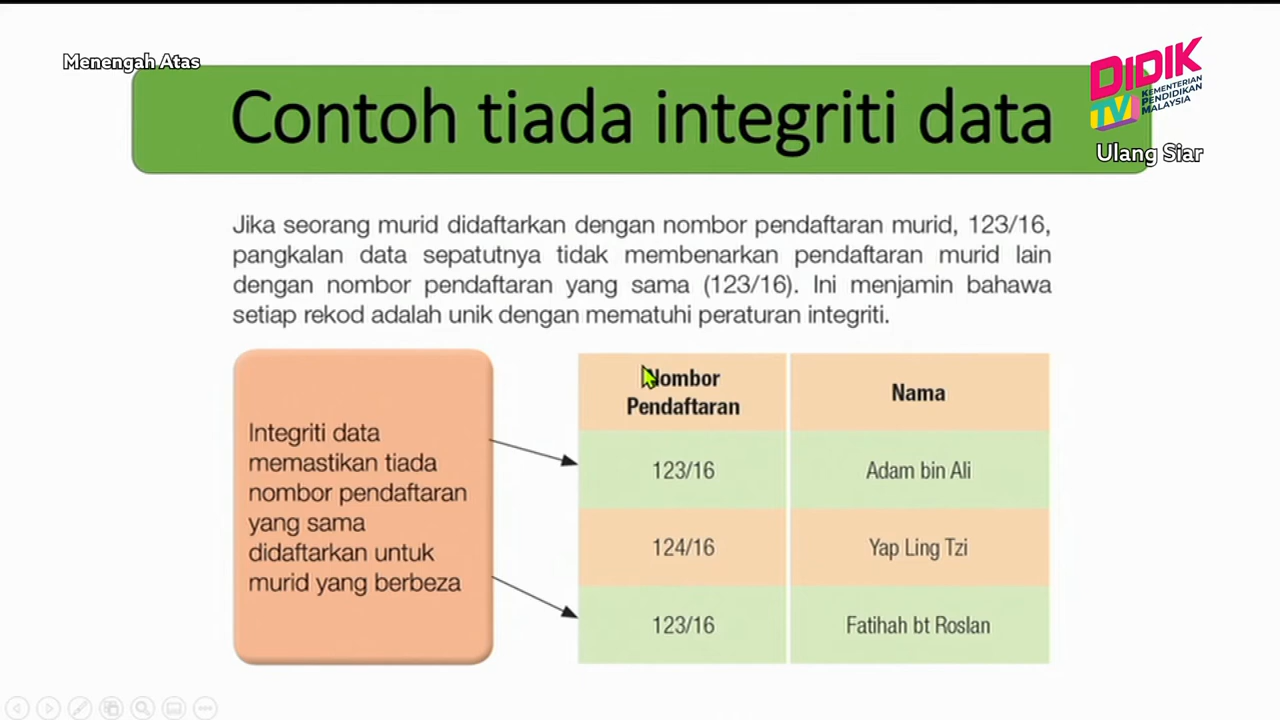 Menengah Atas
Contoh tiada integriti data
DIDIK
TV
KEMENTERIAN
PENDIDIKAN
MALAYSIA
Ulang Siar
Jika seorang murid didaftarkan dengan nombor pendaftaran murid, 123/16,
pangkalan data sepatutnya tidak membenarkan pendaftaran murid lain
dengan nombor pendaftaran yang sama (123/16). Ini menjamin bahawa
setiap rekod adalah unik dengan mematuhi peraturan integriti.
Integriti data
memastikan tiada
nombor pendaftaran
yang sama
didaftarkan untuk
murid yang berbeza
Nombor
Pendaftaran
Nama
123/16
Adam bin Ali
124/16
Yap Ling Tzi
123/16
Fatihah bt Roslan